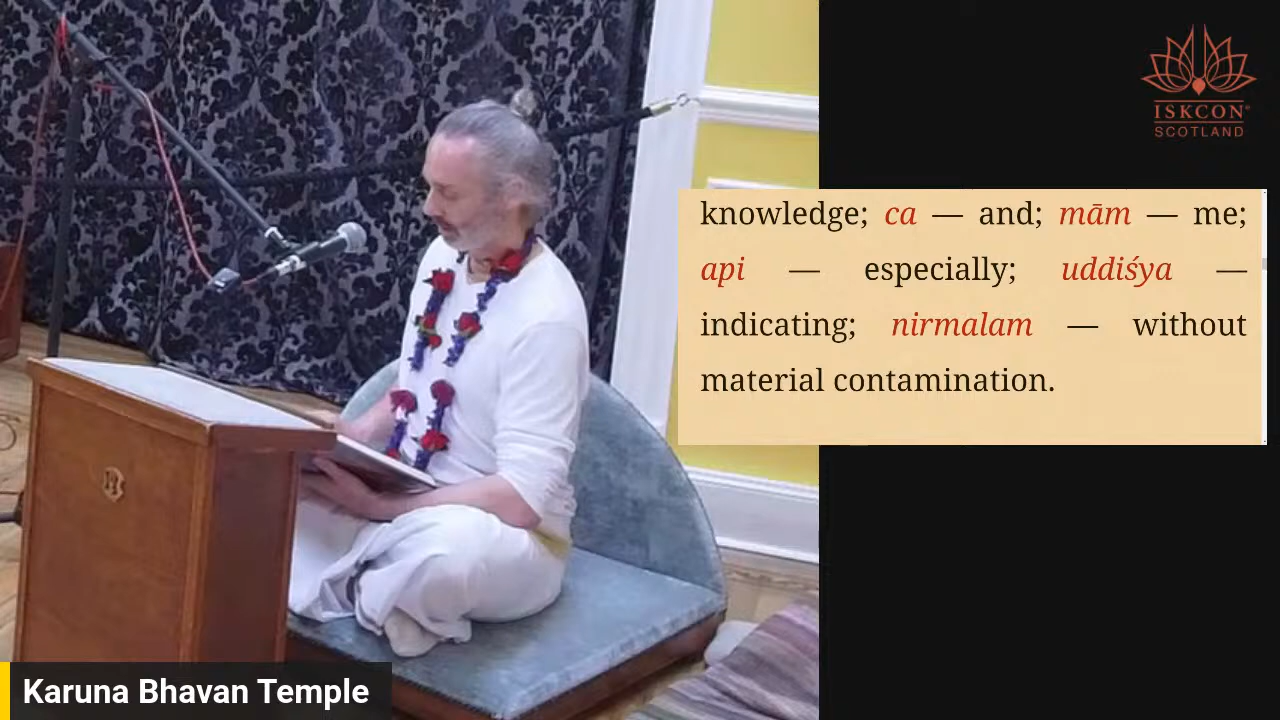 ISKCON®
SCOTLAND
knowledge; ca — and; mām — me;
api — especially; uddiśya —
indicating; nirmalam — without
material contamination.
Karuna Bhavan Temple